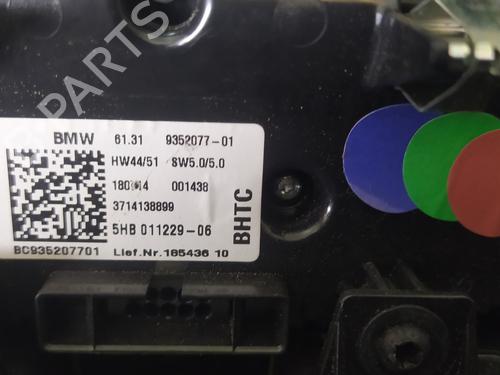 BMW 61.31 9352077-01
HW44/51 SW5.0/5.0
001438
3714138899
5HB 011229-06
BC935207701 Lief.Nr.185436 10
BHTC
B-PARTS